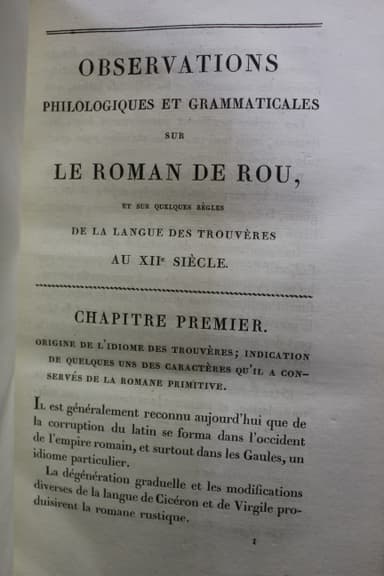 OBSERVATIONS
PHILOLOGIQUES ET GRAMMATICALES
SUR
LE ROMAN DE ROU,
ET SUR QUELQUES RÈGLES
DE LA LANGUE DES TROUVÈRES
AU XIIe SIÈCLE.
CHAPITRE PREMIER.
ORIGINE DE L'IDIOME DES TROUVÈRES; INDICATION
DE QUELQUES UNS DES CARACTÈRES QU'IL A CON-
SERVÉS DE LA ROMANE PRIMITIVE.
IL est généralement reconnu aujourd'hui que de
la corruption du latin se forma dans l'occident
de l'empire romain, et surtout dans les Gaules, un
idiome particulier.
La dégénération graduelle et les modifications
diverses de la langue de Cicéron et de Virgile pro-
duisirent la romane rustique.
1